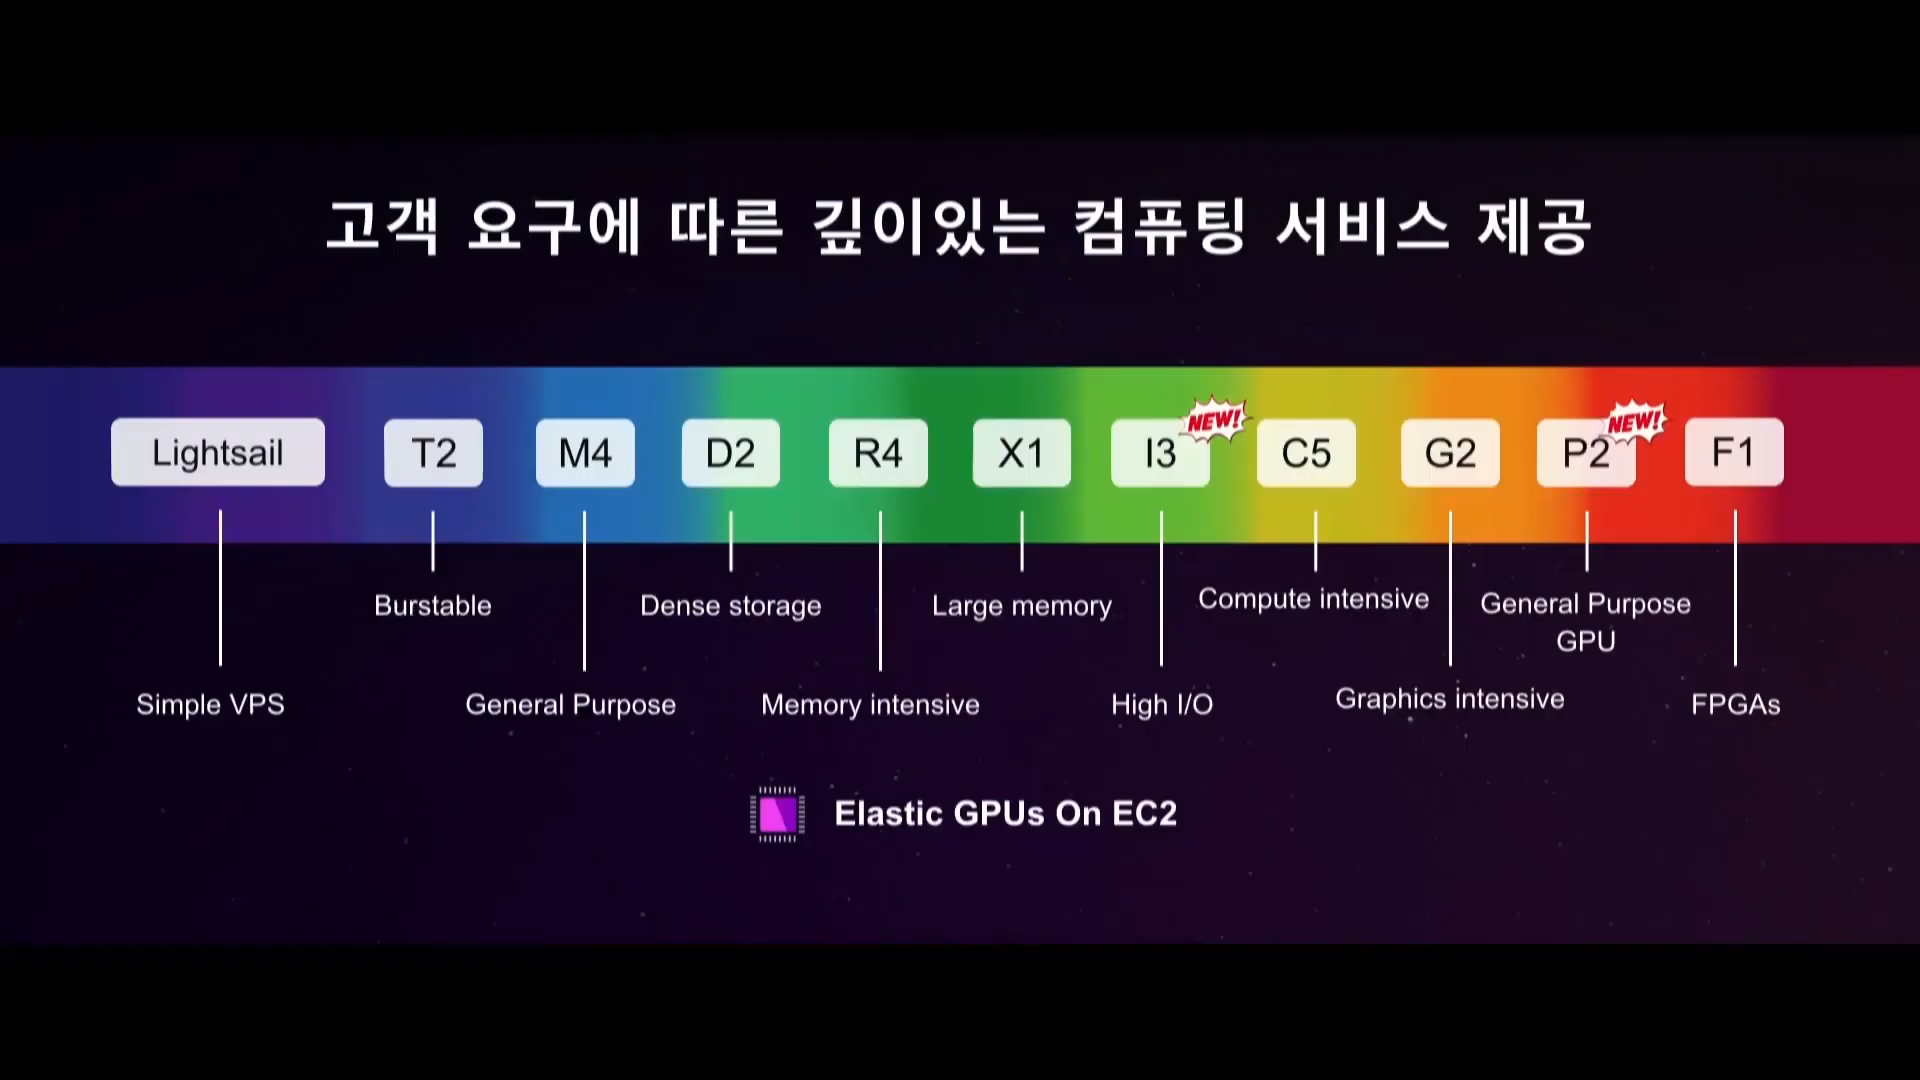 고객 요구에 따른 깊이있는 컴퓨팅 서비스 제공
Lightsail T2 M4 D2 R4 X1 I3 NEW! C5 G2 P2 NEW! F1
Burstable Dense storage Large memory Compute intensive General Purpose
GPU
Simple VPS General Purpose Memory intensive High I/O Graphics intensive FPGAs
Elastic GPUs On EC2